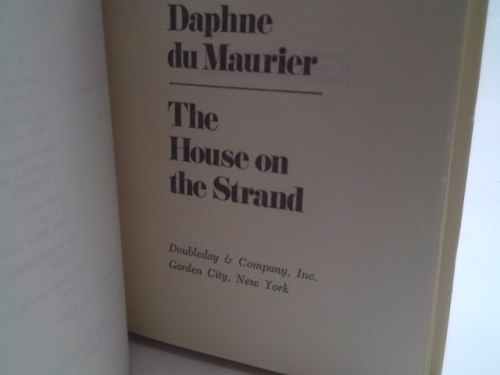 Daphne
du Maurier
The
House on
the Strand
Doubleday & Company, Inc.
Garden City, New York